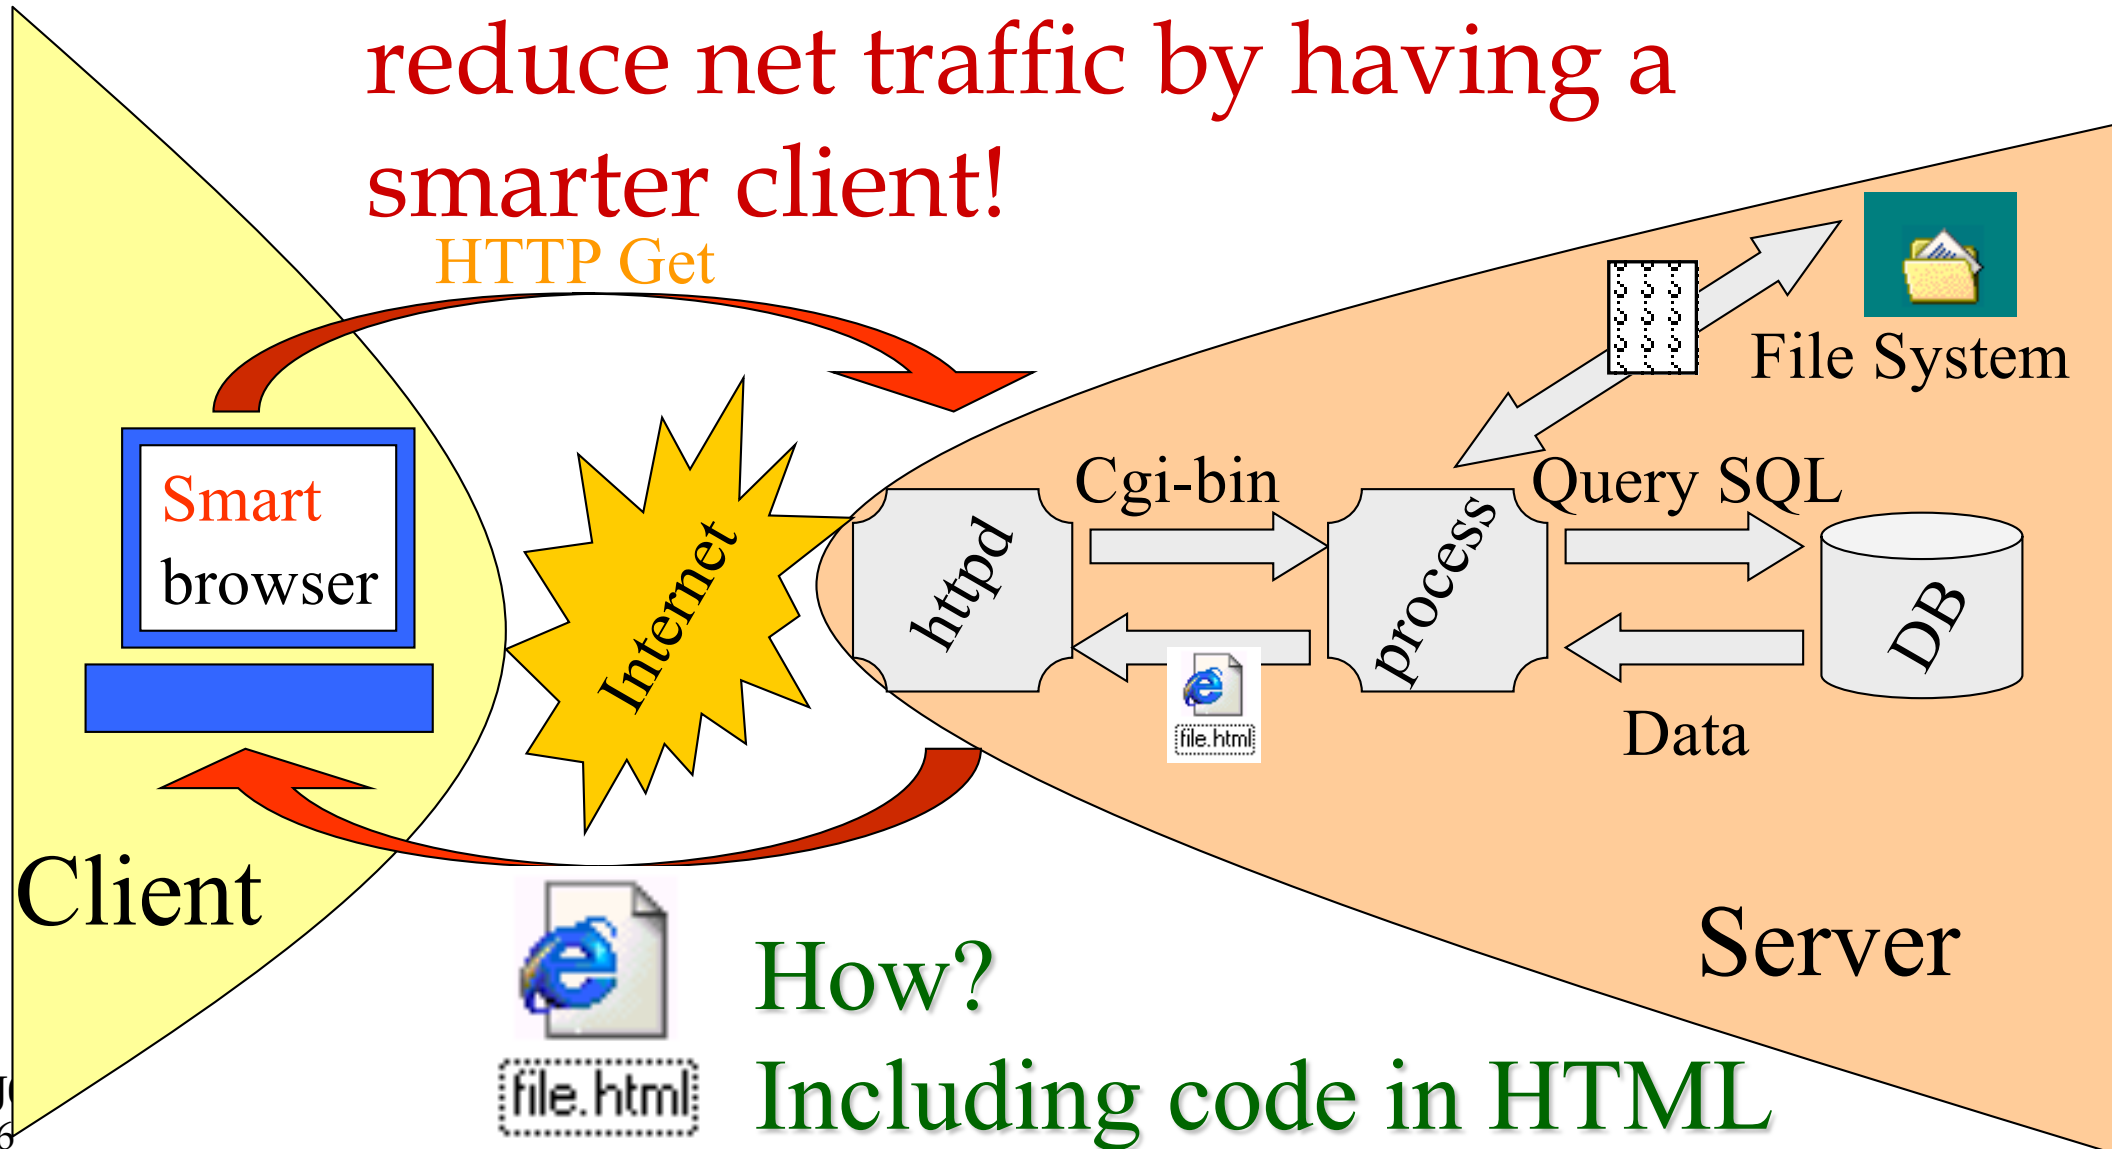 reduce net traffic by having a
smarter client!
HTTP Get
File System
Cgi-bin
Query SQL
Smart
browser
Internet
httpd
process
DB
file.html
Data
Client
Server
How?
file.html
Including code in HTML
6